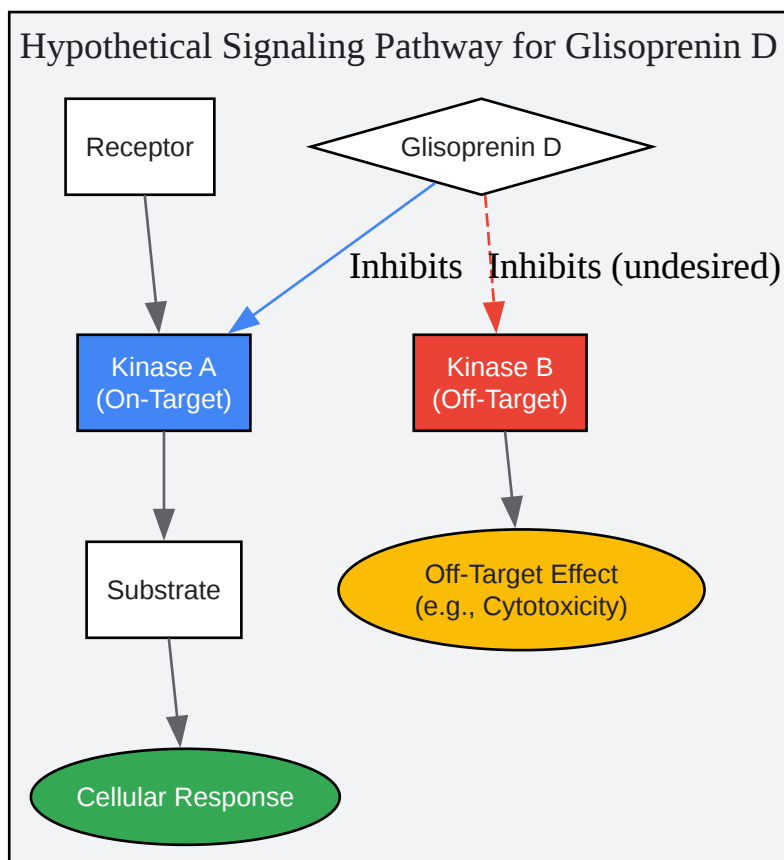 Hypothetical Signaling Pathway for Glisoprenin D
Receptor
Glisoprenin D
Inhibits
Inhibits (undesired)
Kinase A
(On-Target)
Kinase B
(Off-Target)
Substrate
Off-Target Effect
(e.g., Cytotoxicity)
Cellular Response